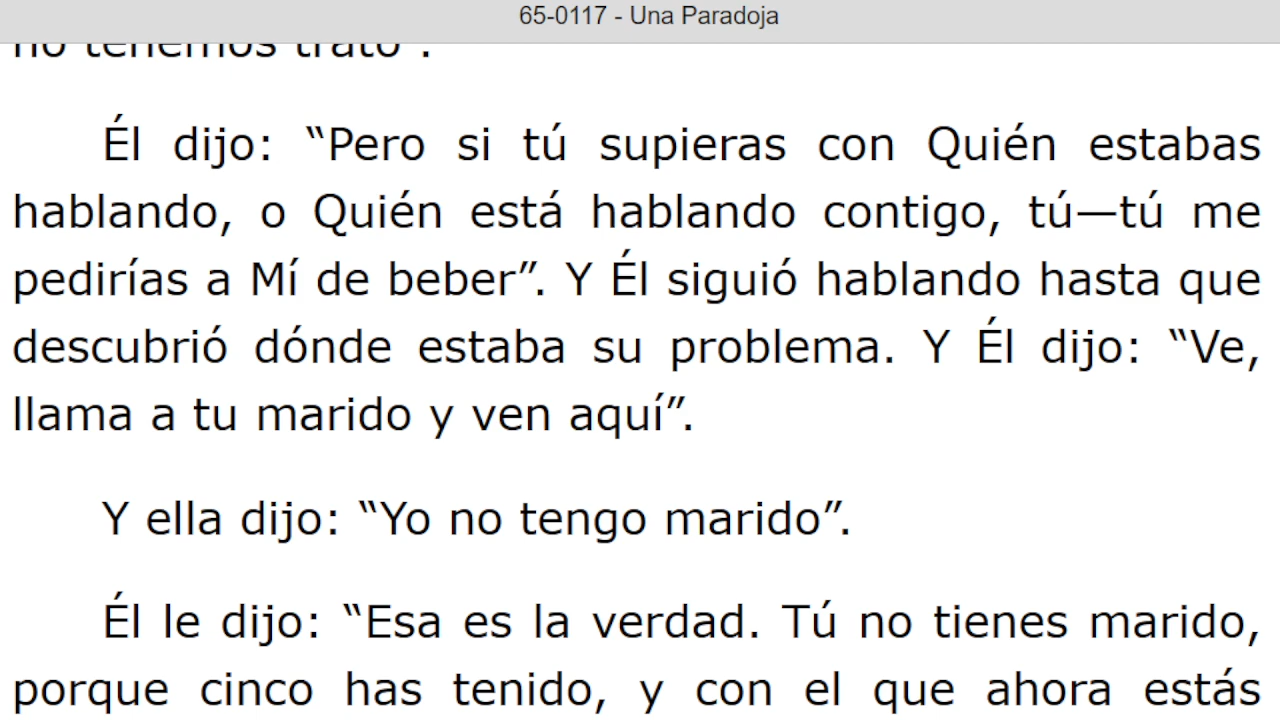 65-0117 - Una Paradoja
no tenemos trato”.
Él dijo: “Pero si tú supieras con Quién estabas
hablando, o Quién está hablando contigo, tú—tú me
pedirías a Mí de beber”. Y Él siguió hablando hasta que
descubrió dónde estaba su problema. Y Él dijo: “Ve,
llama a tu marido y ven aquí”.
Y ella dijo: “Yo no tengo marido”.
Él le dijo: “Esa es la verdad. Tú no tienes marido,
porque cinco has tenido, y con el que ahora estás